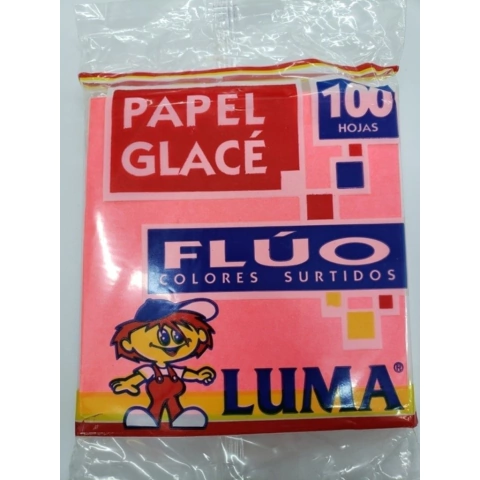 PAPEL
GLACÉ
100
HOJAS
FLÚO
COLORES SURTIDOS
LUMA®